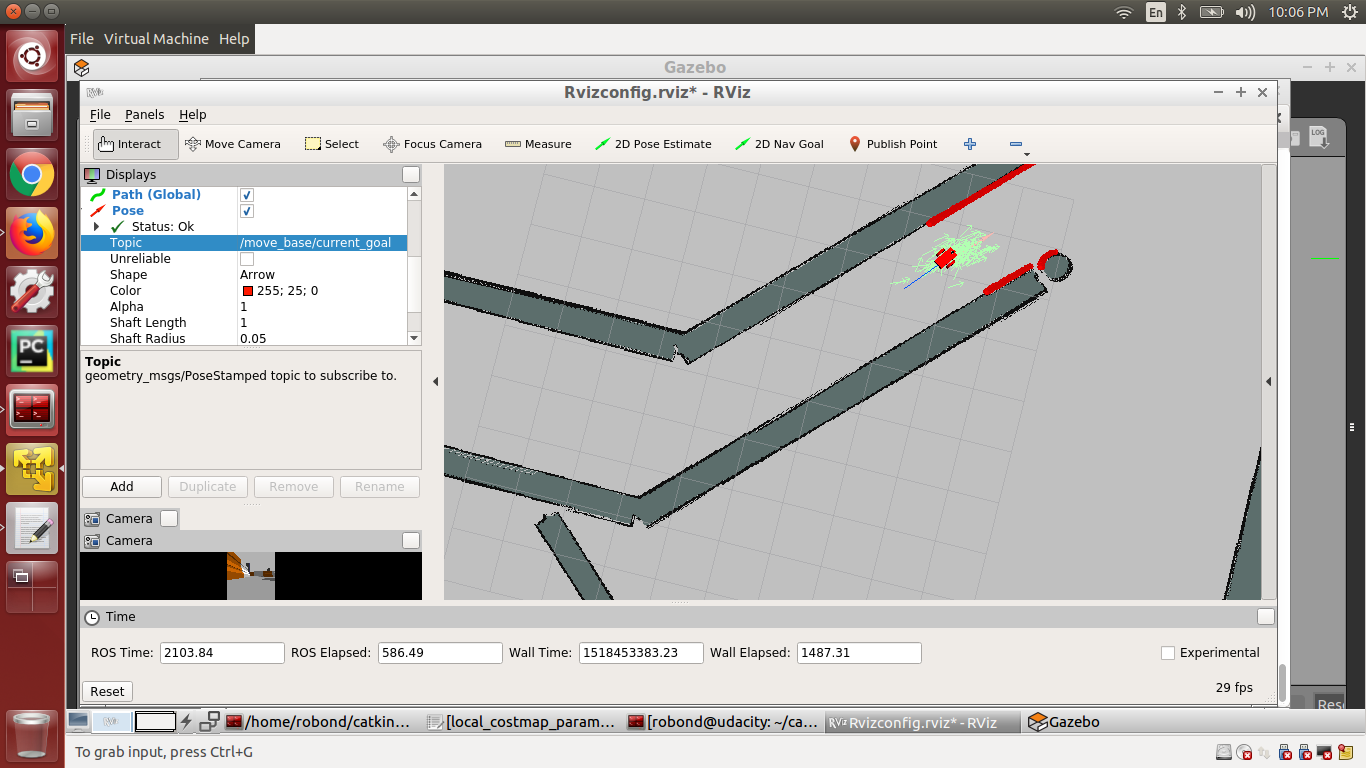 En
10:06 PM
File Virtual Machine Help
Gazebo
RViz
Rvizconfig.rviz* - RViz
File Panels Help
Interact Move Camera Select Focus Camera Measure 2D Pose Estimate 2D Nav Goal Publish Point
LOG
Displays
Path (Global)
Pose
Status: Ok
Topic /move_base/current_goal
Unreliable
Shape Arrow
Color 255; 25; 0
Alpha 1
Shaft Length 1
Shaft Radius 0.05
Topic
geometry_msgs/PoseStamped topic to subscribe to.
Add Duplicate Remove Rename
Camera
Camera
PC
Time
ROS Time: 2103.84 ROS Elapsed: 586.49 Wall Time: 1518453383.23 Wall Elapsed: 1487.31 Experimental
Reset
29 fps
/home/robond/catkin... [local_costmap_param... [robond@udacity: ~/ca... Rvizconfig.rviz* - RViz Gazebo
To grab input, press Ctrl+G